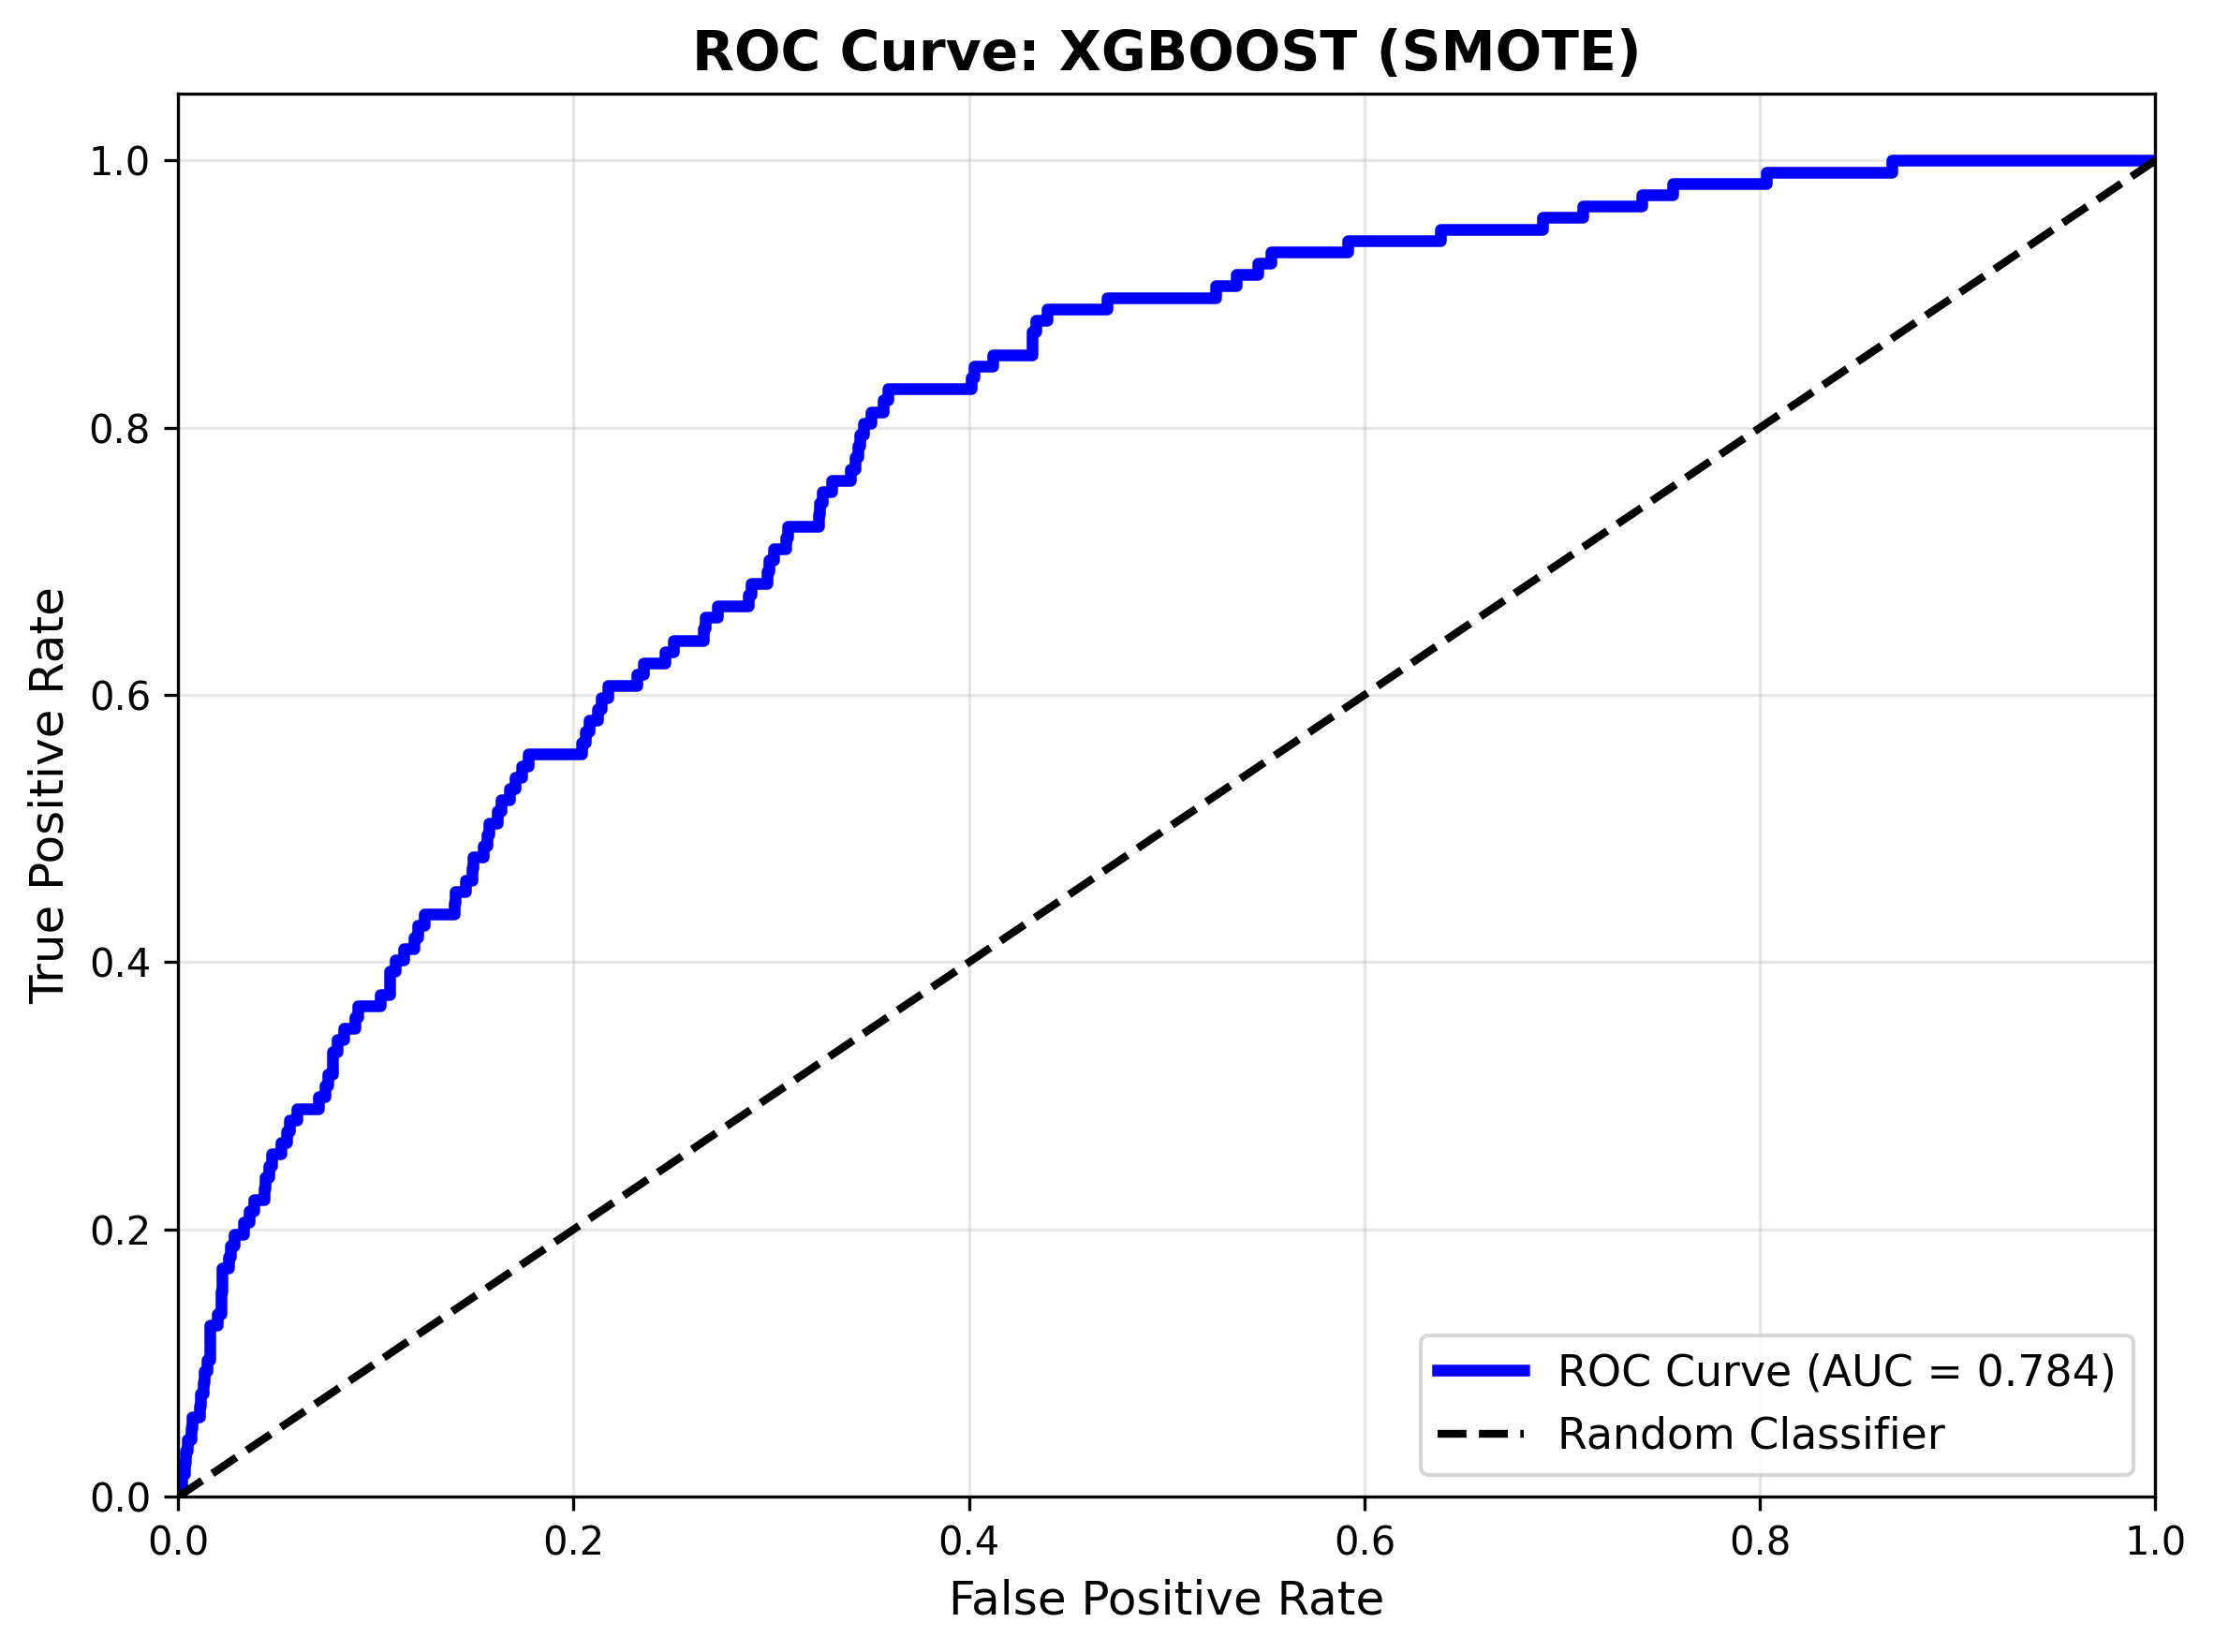 ROC Curve: XGBOOST (SMOTE)
True Positive Rate
1.0
0.8
0.6
0.4
0.2
0.0
0.0 0.2 0.4 0.6 0.8 1.0
False Positive Rate
ROC Curve (AUC = 0.784)
Random Classifier